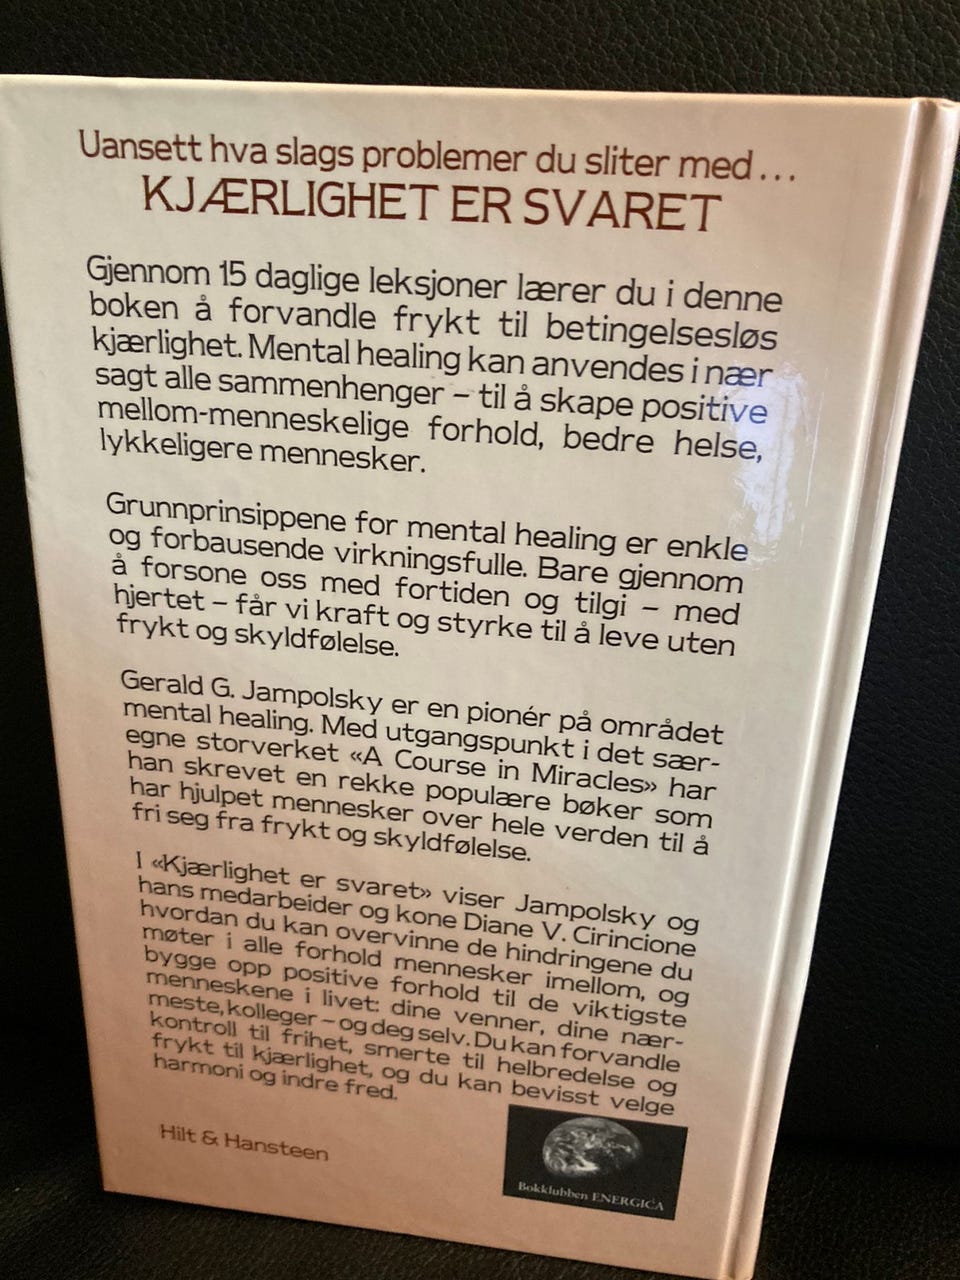 Uansett hva slags problemer du sliter med...
KJÆRLIGHET ER SVARET
Gjennom 15 daglige leksjoner lærer du i denne
boken å forvandle frykt til betingelsesløs
kjærlighet. Mental healing kan anvendes i nær
sagt alle sammenhenger – til å skape positive
mellom-menneskelige forhold, bedre helse,
lykkeligere mennesker.
Grunnprinsippene for mental healing er enkle
og forbausende virkningsfulle. Bare gjennom
å forsone oss med fortiden og tilgi – med
hjertet – får vi kraft og styrke til å leve uten
frykt og skyldfølelse.
Gerald G. Jampolsky er en pionér på området
mental healing. Med utgangspunkt i det sær-
egne storverket «A Course in Miracles» har
han skrevet en rekke populære bøker som
har hjulpet mennesker over hele verden til å
fri seg fra frykt og skyldfølelse.
I «Kjærlighet er svaret» viser Jampolsky og
hans medarbeider og kone Diane V. Cirincione
hvordan du kan overvinne de hindringene du
møter i alle forhold mennesker imellom, og
bygge opp positive forhold til de viktigste
menneskene i livet: dine venner, dine nær-
meste, kolleger – og deg selv. Du kan forvandle
kontroll til frihet, smerte til helbredelse og
frykt til kjærlighet, og du kan bevisst velge
harmoni og indre fred.
Hilt & Hansteen
Bokklubben ENERGICA